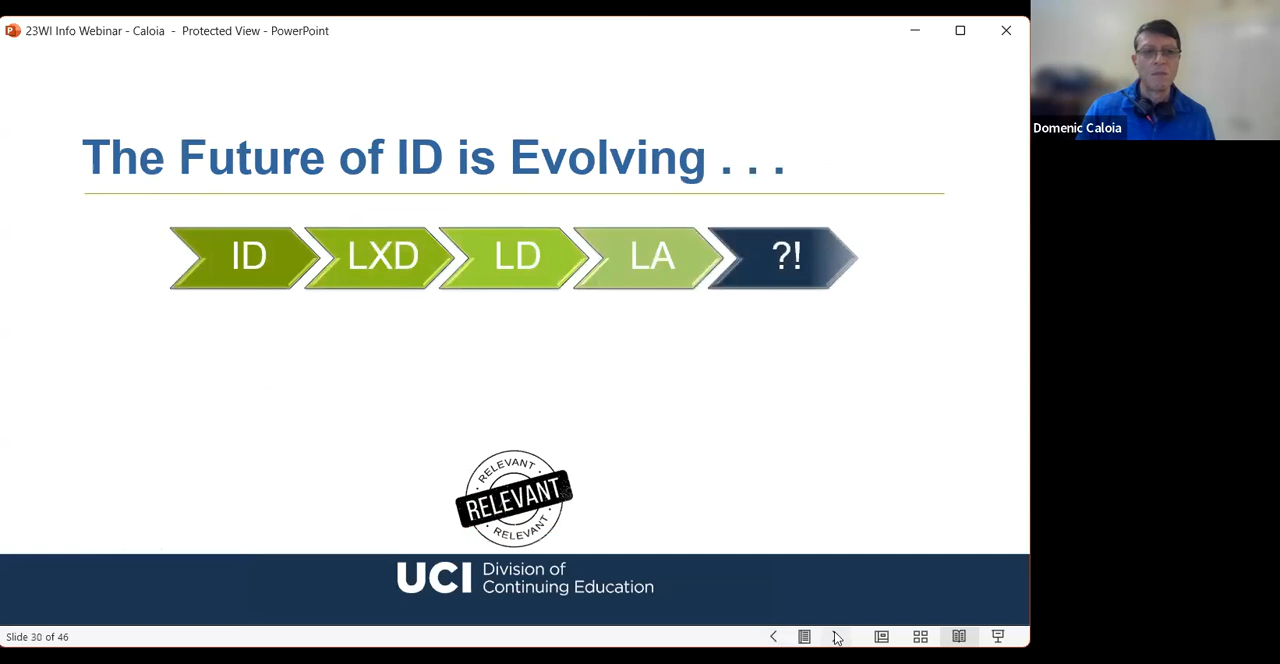 23WI Info Webinar - Caloia - Protected View - PowerPoint
Domenic Caloia
The Future of ID is Evolving . . .
ID
LXD
LD
LA
?!
RELEVANT
RELEVANT
RELEVANT
UCI
Division of
Continuing Education
Slide 30 of 46